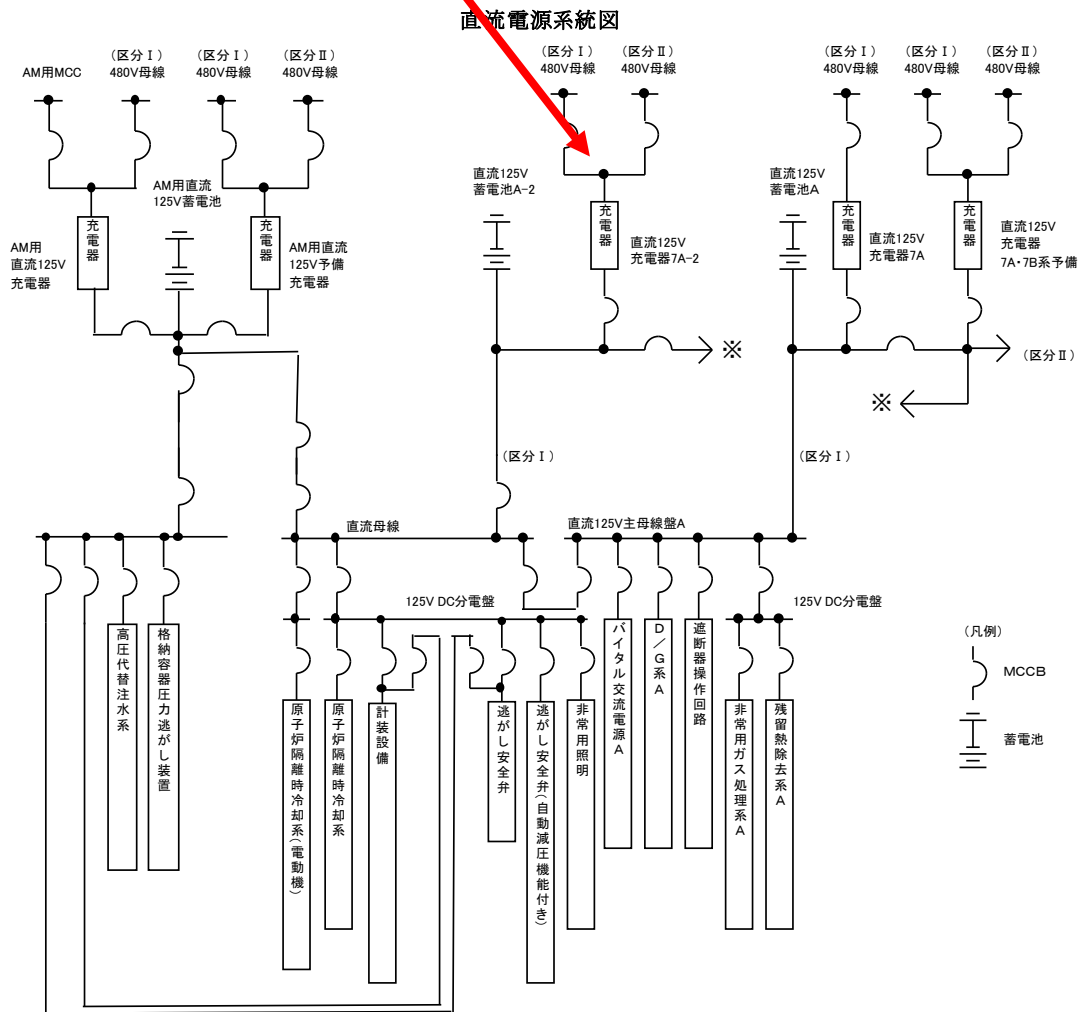 直流電源系統図
AM用MCC
(区分Ⅰ)
480V母線
(区分Ⅰ)
480V母線
(区分Ⅱ)
480V母線
(区分Ⅰ)
480V母線
(区分Ⅱ)
480V母線
(区分Ⅰ)
480V母線
(区分Ⅰ)
480V母線
(区分Ⅱ)
480V母線
AM用
直流125V
充電器
充電器
AM用直流
125V蓄電池
充電器
AM用直流
125V予備
充電器
直流125V
蓄電池A-2
充電器
直流125V
充電器7A-2
直流125V
蓄電池A
充電器
直流125V
充電器7A
充電器
直流125V
充電器
7A・7B系予備
※
(区分Ⅱ)
※
(区分Ⅰ)
(区分Ⅰ)
直流母線
直流125V主母線盤A
125V DC分電盤
125V DC分電盤
高圧代替注水系
格納容器圧力逃がし装置
原子炉隔離時冷却系(電動機)
原子炉隔離時冷却系
計装設備
逃がし安全弁
逃がし安全弁(自動減圧機能付き)
非常用照明
バイタル交流電源A
D/G系A
遮断器操作回路
非常用ガス処理系A
残留熱除去系A
(凡例)
MCCB
蓄電池